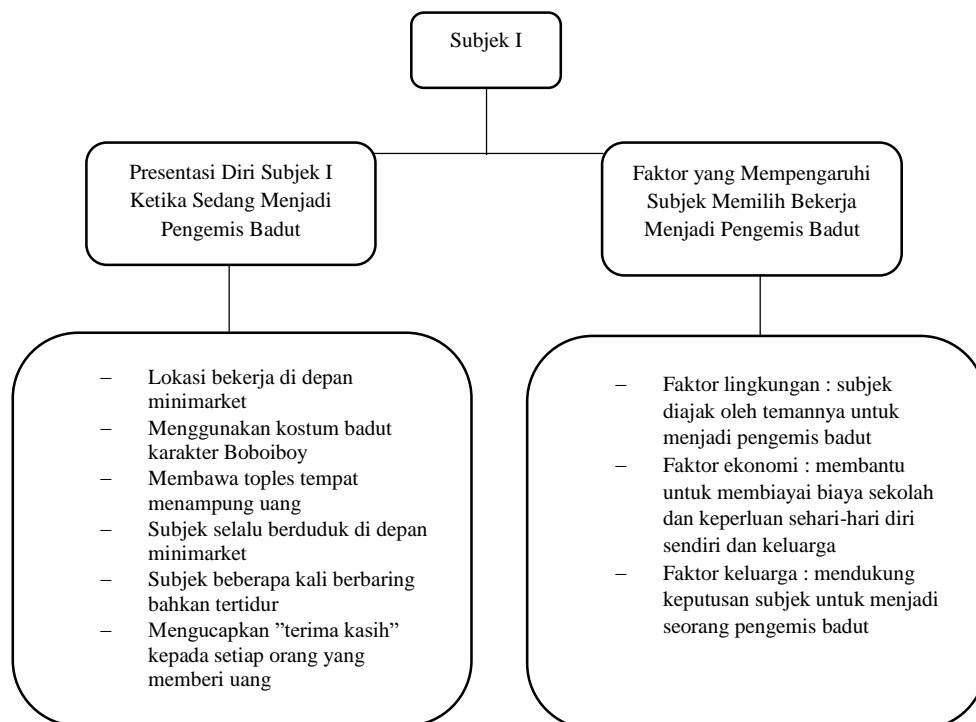 Subjek I
Presentasi Diri Subjek I
Ketika Sedang Menjadi
Pengemis Badut
Faktor yang Mempengaruhi
Subjek Memilih Bekerja
Menjadi Pengemis Badut
– Lokasi bekerja di depan
minimarket
– Menggunakan kostum badut
karakter Boboiboy
– Membawa toples tempat
menampung uang
– Subjek selalu berduduk di depan
minimarket
– Subjek beberapa kali berbaring
bahkan tertidur
– Mengucapkan ”terima kasih”
kepada setiap orang yang
memberi uang
– Faktor lingkungan : subjek
diajak oleh temannya untuk
menjadi pengemis badut
– Faktor ekonomi : membantu
untuk membiayai biaya sekolah
dan keperluan sehari-hari diri
sendiri dan keluarga
– Faktor keluarga : mendukung
keputusan subjek untuk menjadi
seorang pengemis badut